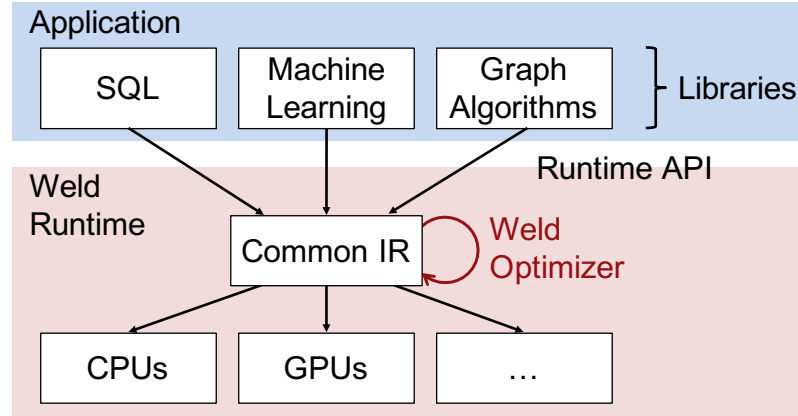 Application
SQL
Machine
Learning
Graph
Algorithms
Libraries
Runtime API
Weld
Runtime
Common IR
Weld
Optimizer
CPUs
GPUs
…